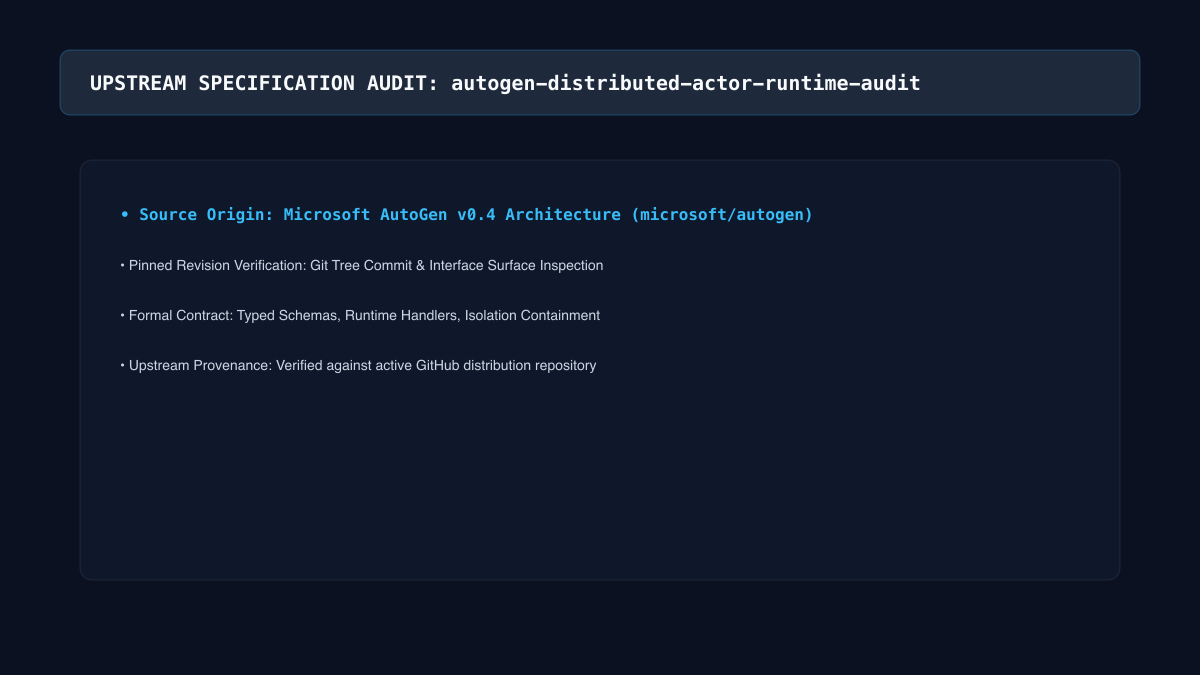 UPSTREAM SPECIFICATION AUDIT: autogen-distributed-actor-runtime-audit
• Source Origin: Microsoft AutoGen v0.4 Architecture (microsoft/autogen)
• Pinned Revision Verification: Git Tree Commit & Interface Surface Inspection
• Formal Contract: Typed Schemas, Runtime Handlers, Isolation Containment
• Upstream Provenance: Verified against active GitHub distribution repository